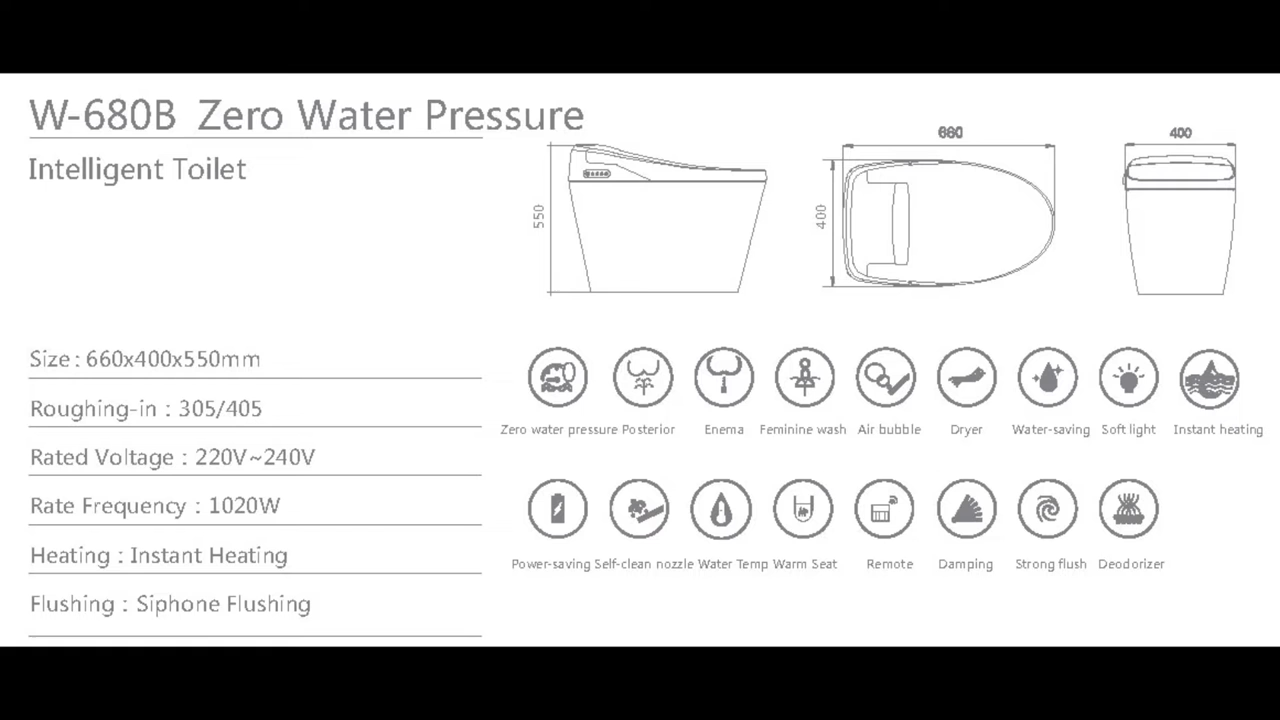 W-680B Zero Water Pressure
Intelligent Toilet
550
660
400
400
Size : 660x400x550mm
Roughing-in : 305/405
Rated Voltage : 220V~240V
Rate Frequency : 1020W
Heating : Instant Heating
Flushing : Siphone Flushing
Zero water pressure Posterior Enema Feminine wash Air bubble Dryer Water-saving Soft light Instant heating
Power-saving Self-clean nozzle Water Temp Warm Seat Remote Damping Strong flush Deodorizer